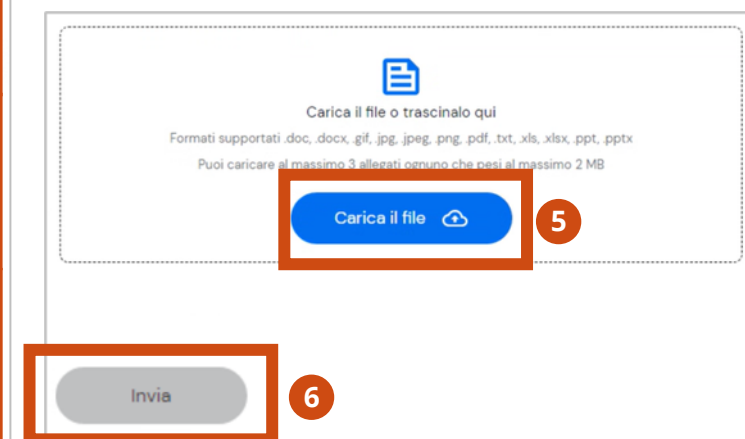 Carica il file o trascinalo qui
Formati supportati .doc, .docx, .gif, .jpg, .jpeg, .png, .pdf, .txt, .xls, .xlsx, .ppt, .pptx
Puoi caricare al massimo 3 allegati ognuno che pesi al massimo 2 MB
Carica il file
5
Invia
6